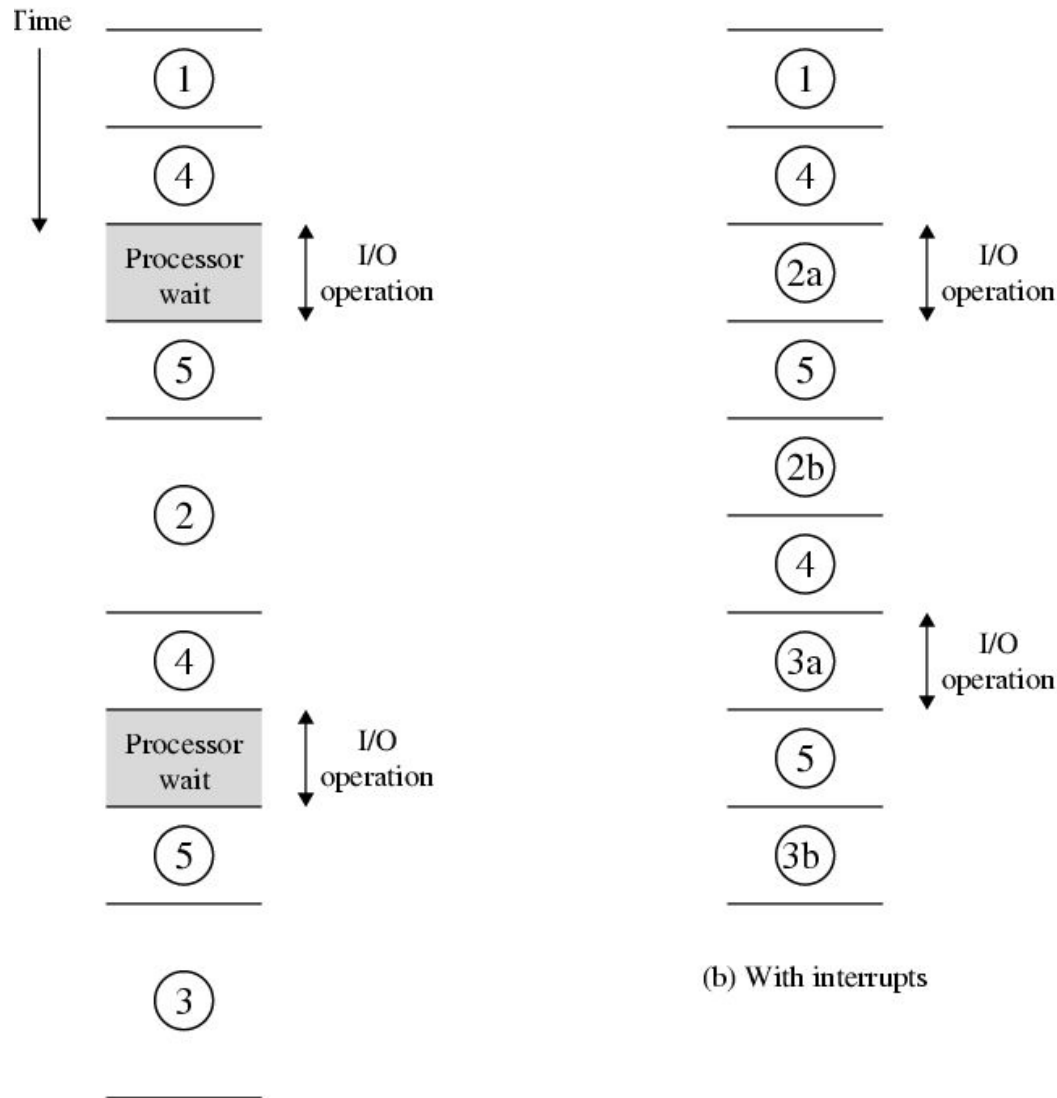 Time
1
4
Processor
wait
I/O
operation
5
2
4
Processor
wait
I/O
operation
5
3
1
4
2a
I/O
operation
5
2b
4
3a
I/O
operation
5
3b
(b) With interrupts